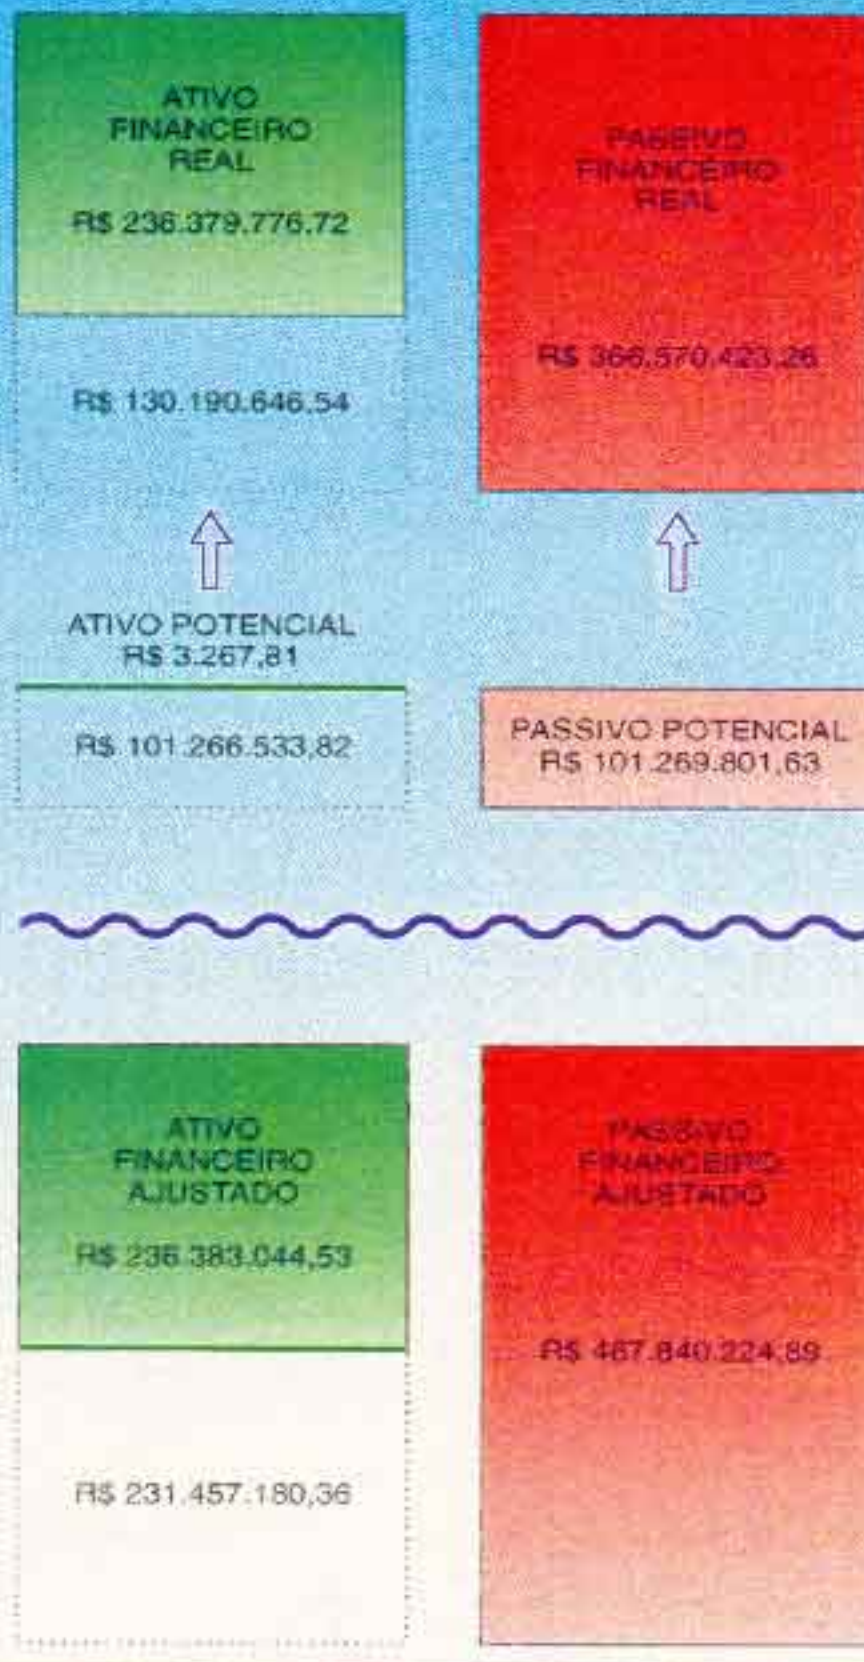 ATIVO
FINANCEIRO
REAL
R$ 236.379.776,72
R$ 130.190.646,54
ATIVO POTENCIAL
R$ 3.267,81
R$ 101.266.533,82
PASSIVO
FINANCEIRO
REAL
R$ 366.570.423,26
PASSIVO POTENCIAL
R$ 101.269.801,63
ATIVO
FINANCEIRO
AJUSTADO
R$ 236.383.044,53
R$ 231.457.180,36
PASSIVO
FINANCEIRO
AJUSTADO
R$ 467.840.224,89